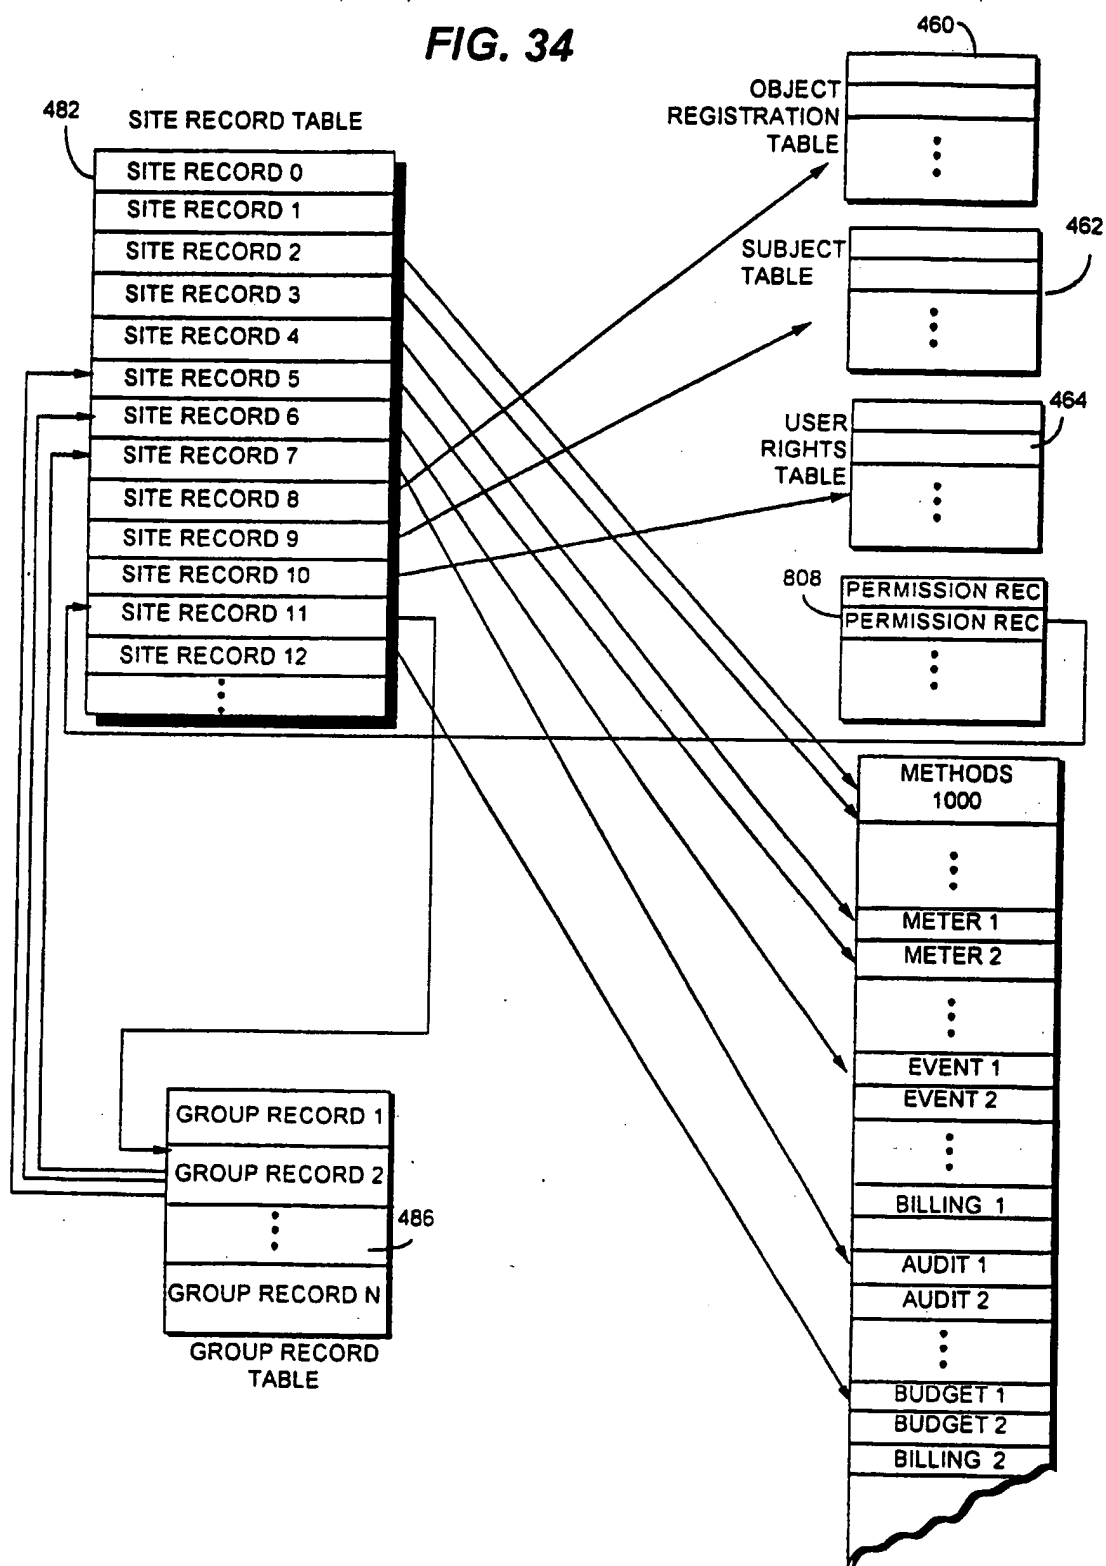 FIG. 34
482
SITE RECORD TABLE
SITE RECORD 0
SITE RECORD 1
SITE RECORD 2
SITE RECORD 3
SITE RECORD 4
SITE RECORD 5
SITE RECORD 6
SITE RECORD 7
SITE RECORD 8
SITE RECORD 9
SITE RECORD 10
SITE RECORD 11
SITE RECORD 12
460
OBJECT
REGISTRATION
TABLE
SUBJECT
TABLE
462
USER
RIGHTS
TABLE
464
808
PERMISSION REC
PERMISSION REC
METHODS
1000
METER 1
METER 2
EVENT 1
EVENT 2
BILLING 1
AUDIT 1
AUDIT 2
BUDGET 1
BUDGET 2
BILLING 2
GROUP RECORD 1
GROUP RECORD 2
486
GROUP RECORD N
GROUP RECORD
TABLE